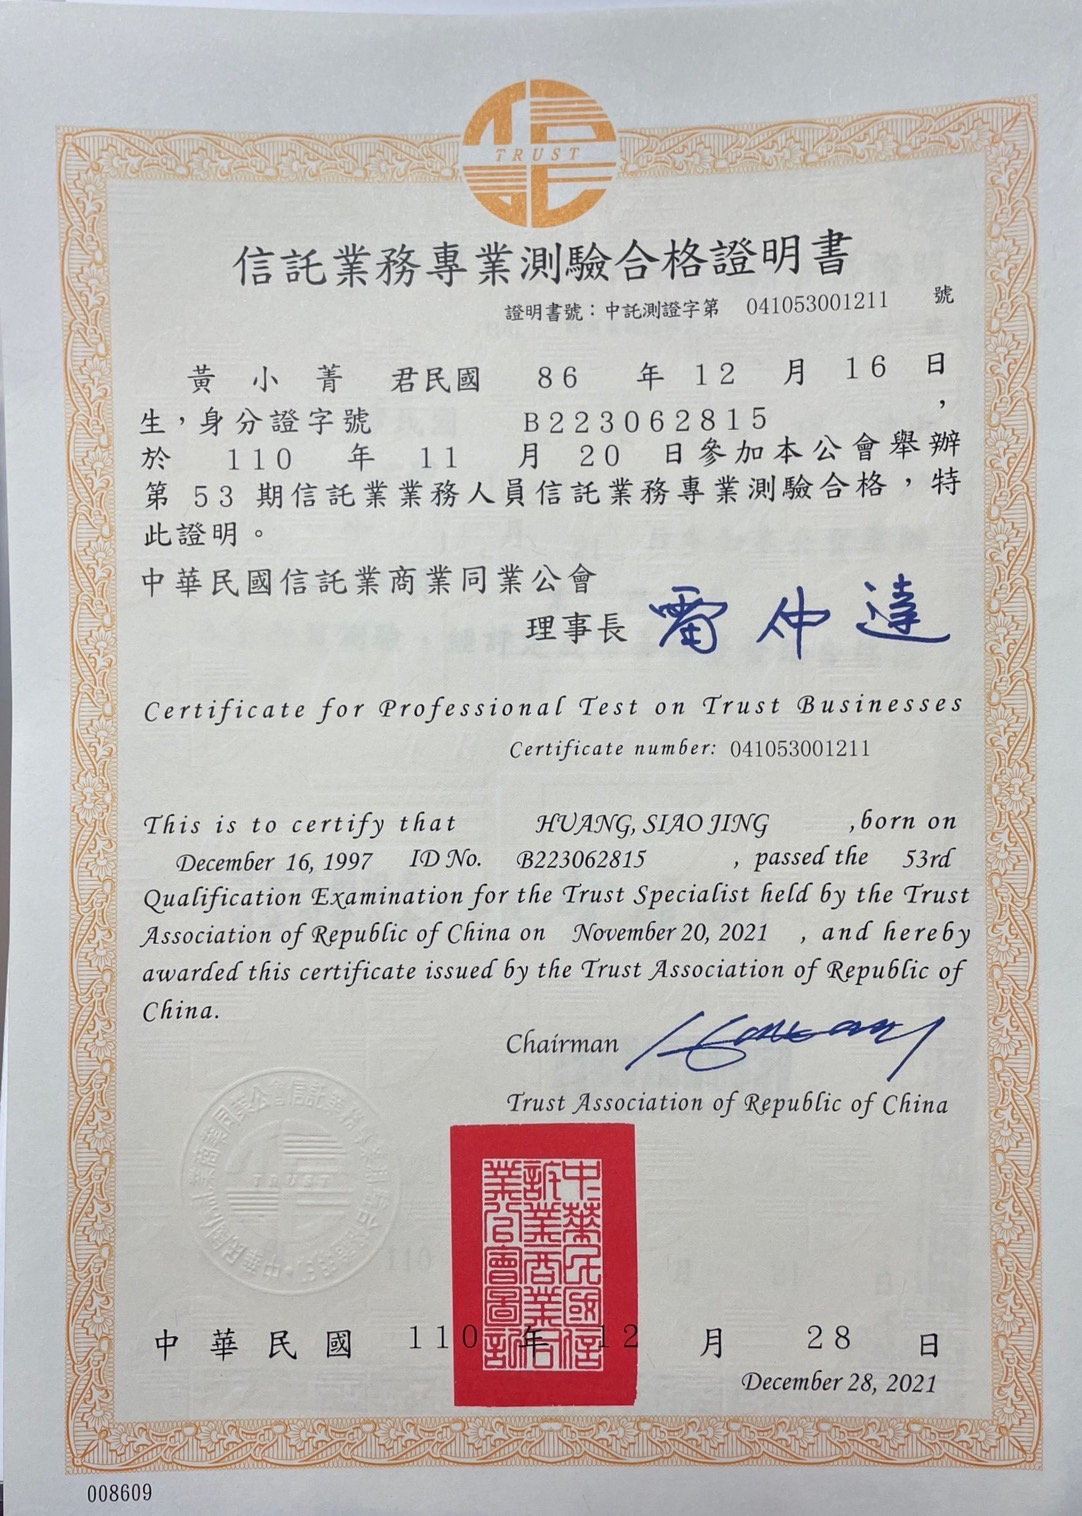 TRUST
信託業務專業測驗合格證明書
證明書號：中託測證字第 041053001211 號
黃小菁 君民國 86 年 12 月 16 日
生，身分證字號 B223062815 ，
於 110 年 11 月 20 日參加本公會舉辦
第 53 期信託業業務人員信託業務專業測驗合格，特
此證明。
中華民國信託業商業同業公會
理事長 雷仲達
Certificate for Professional Test on Trust Businesses
Certificate number: 041053001211
This is to certify that HUANG, SIAO JING ,born on
December 16, 1997 ID No. B223062815 , passed the 53rd
Qualification Examination for the Trust Specialist held by the Trust
Association of Republic of China on November 20, 2021 , and hereby
awarded this certificate issued by the Trust Association of Republic of
China.
Chairman
Trust Association of Republic of China
TRUST
中華民國信
託業商業同
業公會圖記
中華民國 110 年 12 月 28 日
December 28, 2021
008609